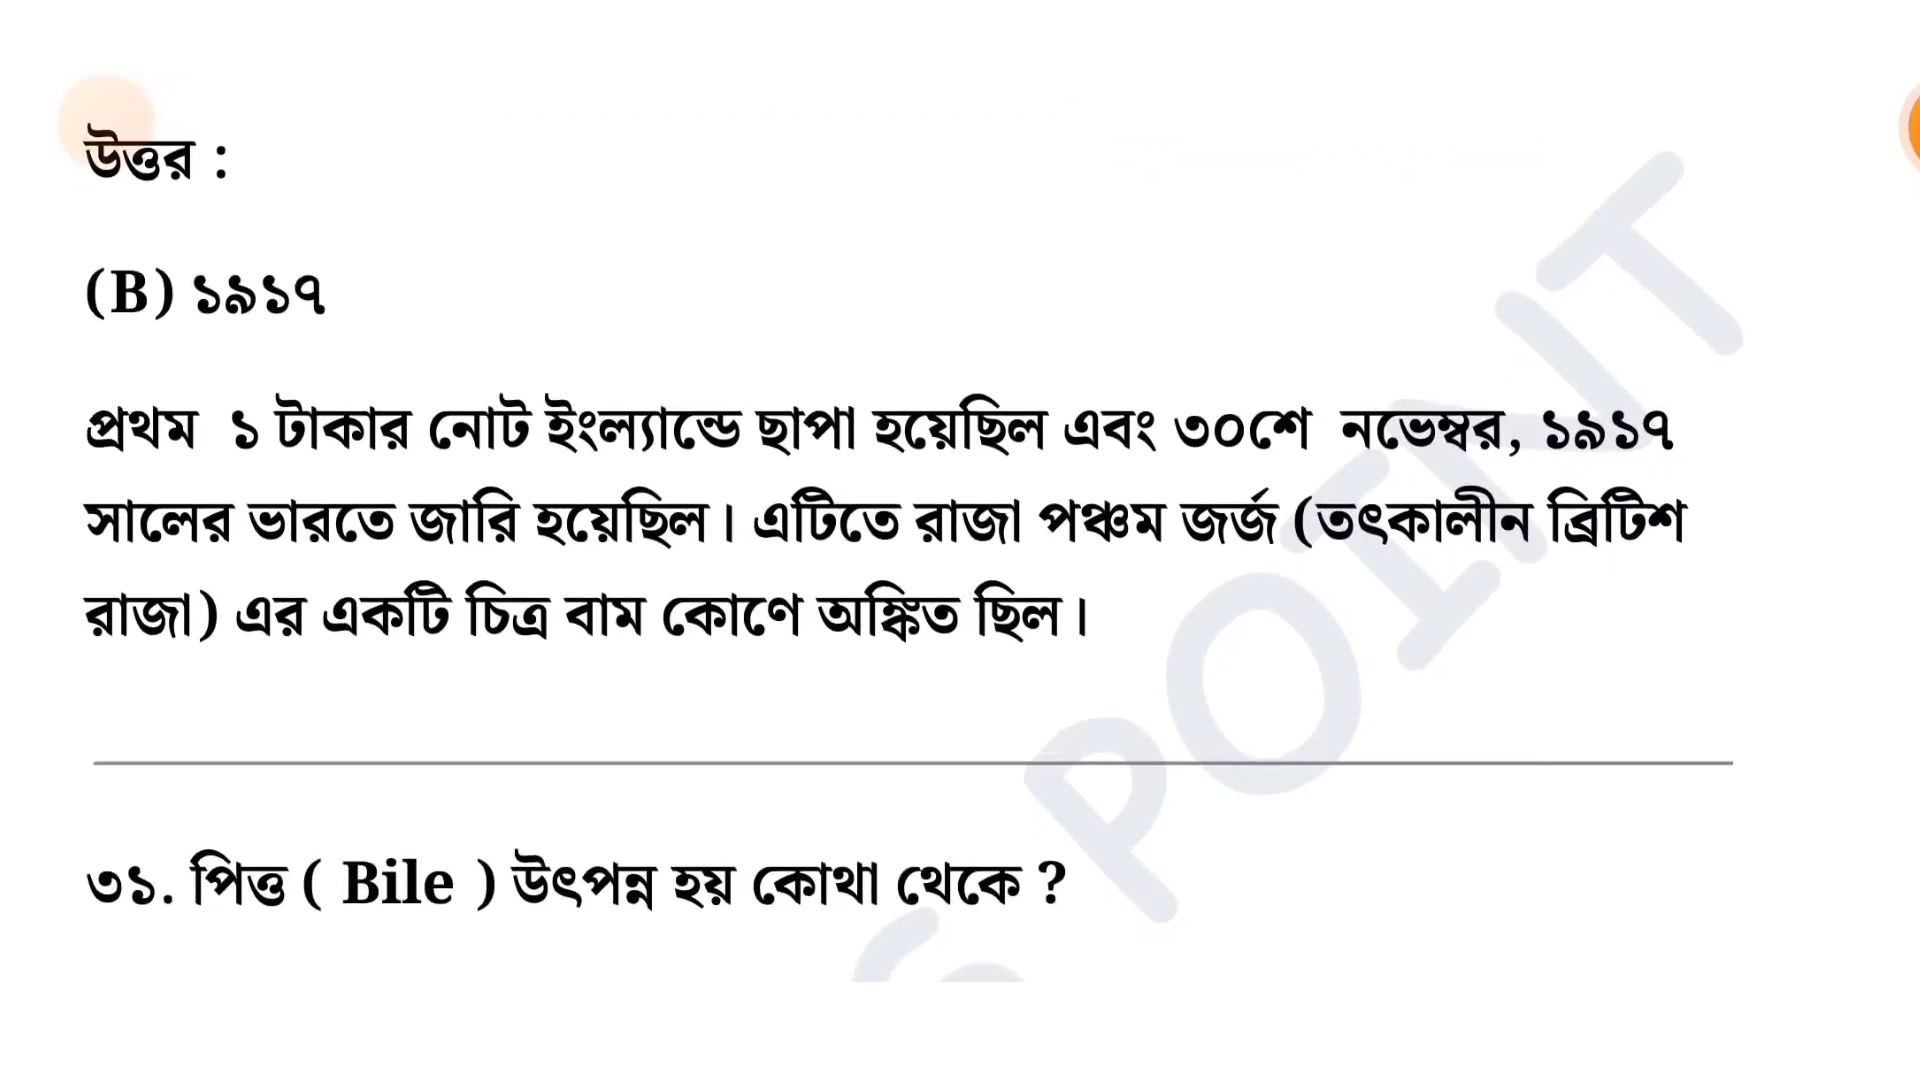 উত্তর :
(B) ১৯১৭
প্রথম ১ টাকার নোট ইংল্যান্ডে ছাপা হয়েছিল এবং ৩০শে নভেম্বর, ১৯১৭
সালের ভারতে জারি হয়েছিল। এটিতে রাজা পঞ্চম জর্জ (তৎকালীন ব্রিটিশ
রাজা) এর একটি চিত্র বাম কোণে অঙ্কিত ছিল।
৩১. পিত্ত ( Bile ) উৎপন্ন হয় কোথা থেকে ?
POINT